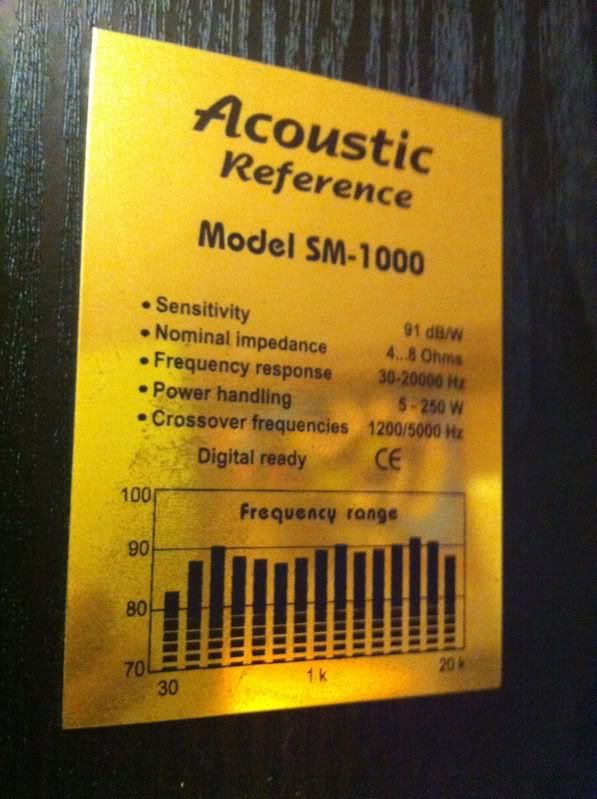 Acoustic
Reference
Model SM-1000
• Sensitivity 91 dB/W
• Nominal impedance 4...8 Ohms
• Frequency response 30-20000 Hz
• Power handling 5 - 250 W
• Crossover frequencies 1200/5000 Hz
Digital ready CE
Frequency range
100
90
80
70
30 1 k 20 k